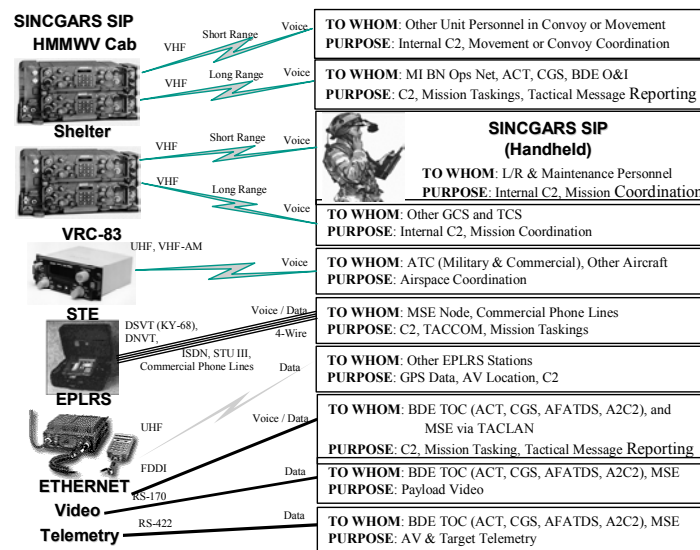 SINCGARS SIP
HMMWV Cab
VHF
Short Range
Voice
TO WHOM: Other Unit Personnel in Convoy or Movement
PURPOSE: Internal C2, Movement or Convoy Coordination
VHF
Long Range
Voice
TO WHOM: MI BN Ops Net, ACT, CGS, BDE O&I
PURPOSE: C2, Mission Taskings, Tactical Message Reporting
Shelter
VHF
Short Range
Voice
SINCGARS SIP
(Handheld)
TO WHOM: L/R & Maintenance Personnel
PURPOSE: Internal C2, Mission Coordination
VHF
Long Range
Voice
TO WHOM: Other GCS and TCS
PURPOSE: Internal C2, Mission Coordination
VRC-83
UHF, VHF-AM
Voice
TO WHOM: ATC (Military & Commercial), Other Aircraft
PURPOSE: Airspace Coordination
STE
DSVT (KY-68),
DNVT,
ISDN, STU III,
Commercial Phone Lines
Voice / Data
4-Wire
TO WHOM: MSE Node, Commercial Phone Lines
PURPOSE: C2, TACCOM, Mission Taskings
EPLRS
UHF
Data
TO WHOM: Other EPLRS Stations
PURPOSE: GPS Data, AV Location, C2
FDDI
Voice / Data
TO WHOM: BDE TOC (ACT, CGS, AFATDS, A2C2), and
MSE via TACLAN
PURPOSE: C2, Mission Tasking, Tactical Message Reporting
ETHERNET
RS-170
Video
Data
TO WHOM: BDE TOC (ACT, CGS, AFATDS, A2C2), MSE
PURPOSE: Payload Video
Telemetry
RS-422
Data
TO WHOM: BDE TOC (ACT, CGS, AFATDS, A2C2), MSE
PURPOSE: AV & Target Telemetry